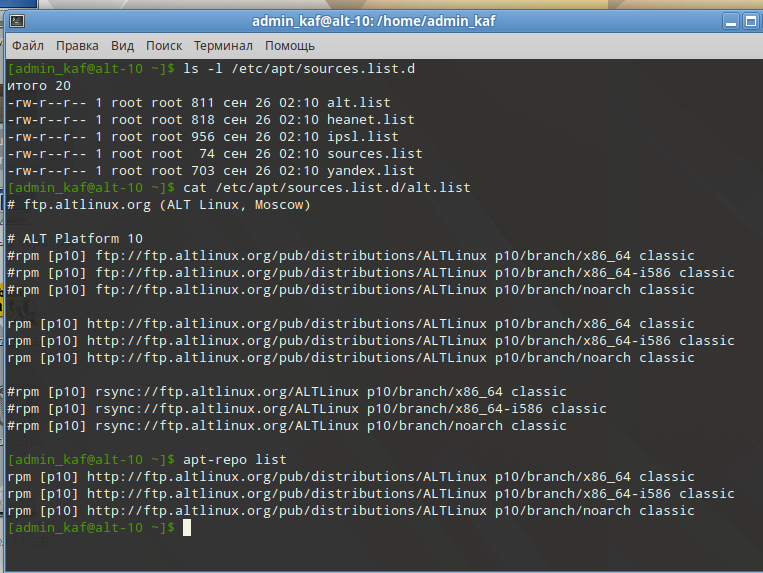 admin_kaf@alt-10: /home/admin_kaf
Файл Правка Вид Поиск Терминал Помощь
[admin_kaf@alt-10 ~]$ ls -l /etc/apt/sources.list.d
итого 20
-rw-r--r-- 1 root root 811 сен 26 02:10 alt.list
-rw-r--r-- 1 root root 818 сен 26 02:10 heanet.list
-rw-r--r-- 1 root root 956 сен 26 02:10 ipsl.list
-rw-r--r-- 1 root root  74 сен 26 02:10 sources.list
-rw-r--r-- 1 root root 703 сен 26 02:10 yandex.list
[admin_kaf@alt-10 ~]$ cat /etc/apt/sources.list.d/alt.list
# ftp.altlinux.org (ALT Linux, Moscow)
# ALT Platform 10
#rpm [p10] ftp://ftp.altlinux.org/pub/distributions/ALTLinux p10/branch/x86_64 classic
#rpm [p10] ftp://ftp.altlinux.org/pub/distributions/ALTLinux p10/branch/x86_64-i586 classic
#rpm [p10] ftp://ftp.altlinux.org/pub/distributions/ALTLinux p10/branch/noarch classic
rpm [p10] http://ftp.altlinux.org/pub/distributions/ALTLinux p10/branch/x86_64 classic
rpm [p10] http://ftp.altlinux.org/pub/distributions/ALTLinux p10/branch/x86_64-i586 classic
rpm [p10] http://ftp.altlinux.org/pub/distributions/ALTLinux p10/branch/noarch classic
#rpm [p10] rsync://ftp.altlinux.org/ALTLinux p10/branch/x86_64 classic
#rpm [p10] rsync://ftp.altlinux.org/ALTLinux p10/branch/x86_64-i586 classic
#rpm [p10] rsync://ftp.altlinux.org/ALTLinux p10/branch/noarch classic
[admin_kaf@alt-10 ~]$ apt-repo list
rpm [p10] http://ftp.altlinux.org/pub/distributions/ALTLinux p10/branch/x86_64 classic
rpm [p10] http://ftp.altlinux.org/pub/distributions/ALTLinux p10/branch/x86_64-i586 classic
rpm [p10] http://ftp.altlinux.org/pub/distributions/ALTLinux p10/branch/noarch classic
[admin_kaf@alt-10 ~]$